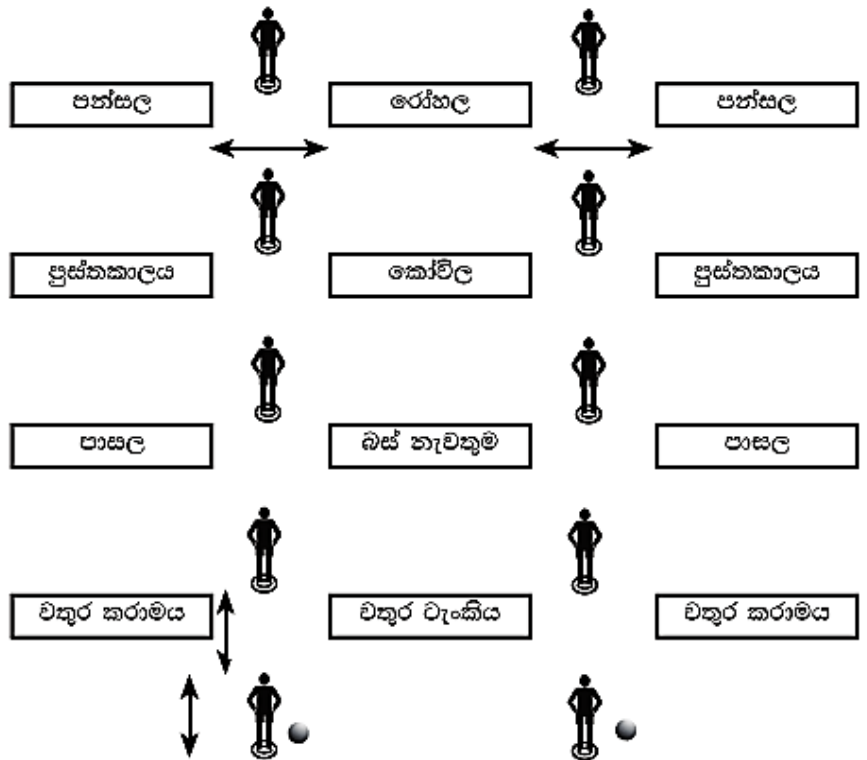 පන්සල රෝහල පන්සල
පුස්තකාලය කෝවිල පුස්තකාලය
පාසල බස් නැවතුම පාසල
වතුර කරාමය වතුර ටැංකිය වතුර කරාමය